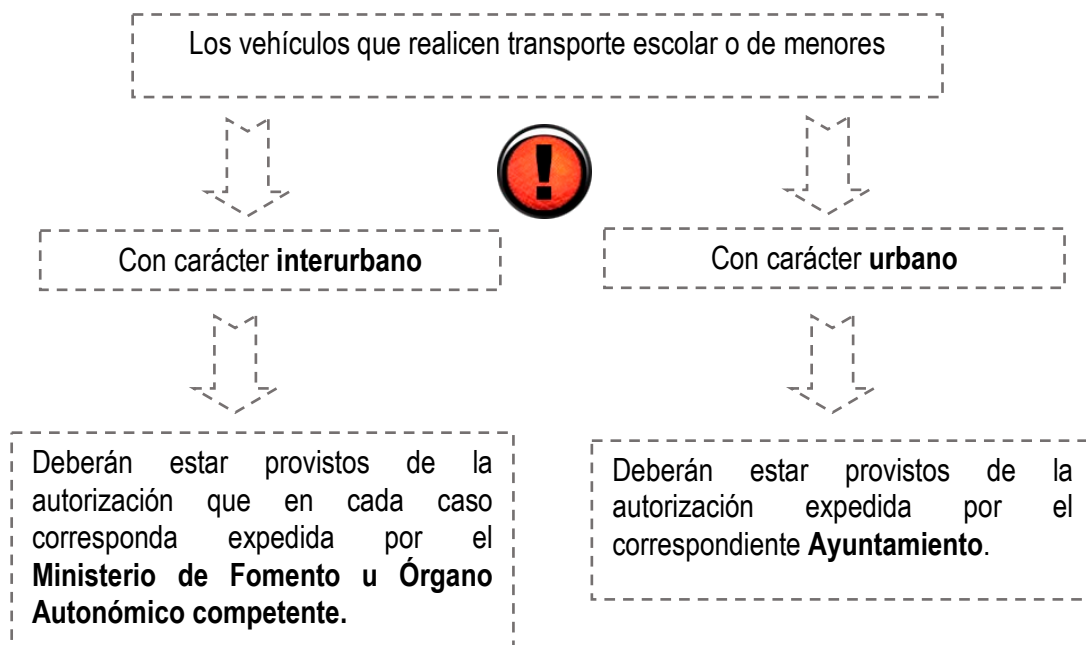 Los vehículos que realicen transporte escolar o de menores
!
Con carácter interurbano
Con carácter urbano
Deberán estar provistos de la
autorización que en cada caso
corresponda expedida por el
Ministerio de Fomento u Órgano
Autonómico competente.
Deberán estar provistos de la
autorización expedida por el
correspondiente Ayuntamiento.